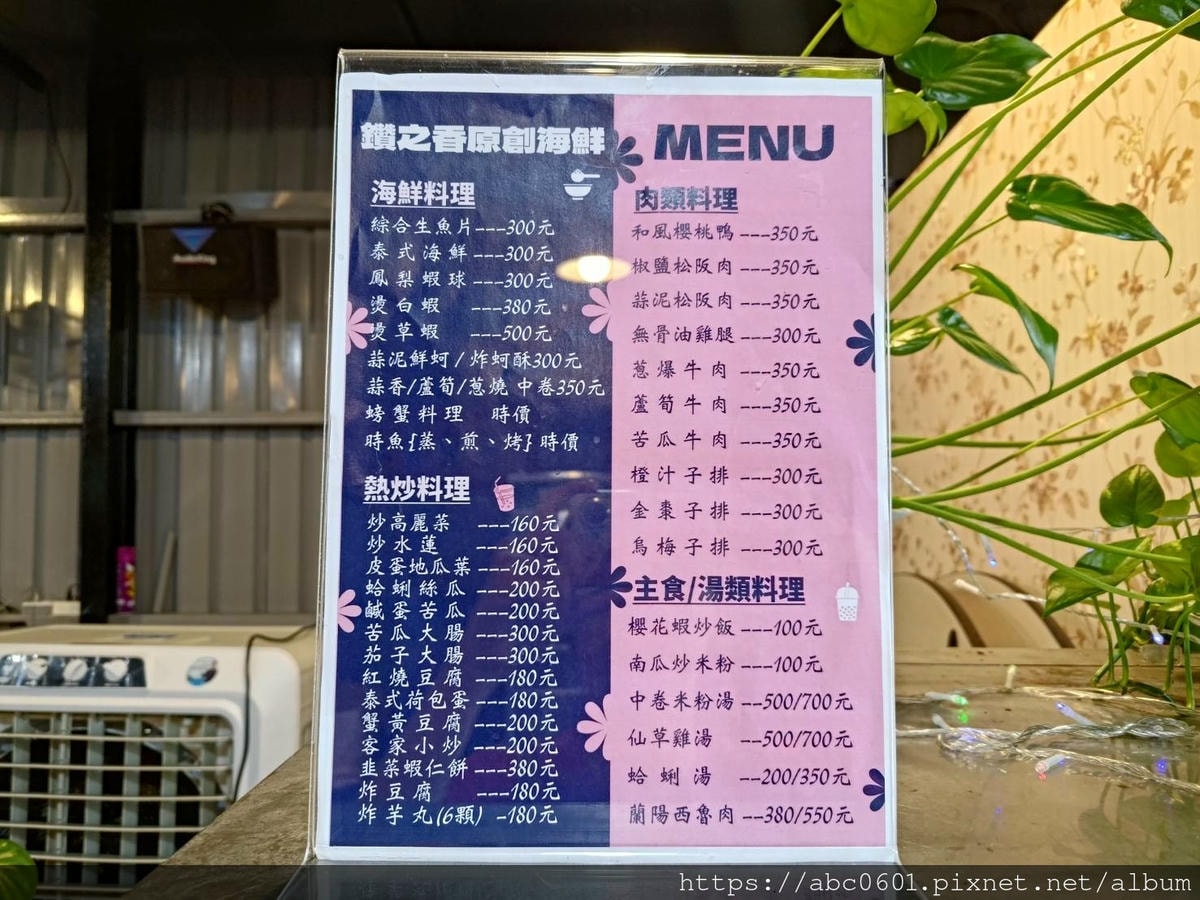 鑽之香原創海鮮
海鮮料理
綜合生魚片---300元
泰式海鮮---300元
鳳梨蝦球---300元
燙白蝦 ---380元
燙草蝦 ---500元
蒜泥鮮蚵/炸蚵酥300元
蒜香/蘆筍/蔥燒 中卷350元
螃蟹料理 時價
時魚{蒸、煎、烤}時價
熱炒料理
炒高麗菜 ---160元
炒水蓮 ---160元
皮蛋地瓜葉---160元
蛤蜊絲瓜---200元
鹹蛋苦瓜---200元
苦瓜大腸---300元
茄子大腸---300元
紅燒豆腐---180元
泰式荷包蛋---180元
蟹黃豆腐---200元
客家小炒---200元
韭菜蝦仁餅---380元
炸豆腐 ---180元
炸芋丸(6顆) -180元
MENU
肉類料理
和風櫻桃鴨---350元
椒鹽松阪肉---350元
蒜泥松阪肉---350元
無骨油雞腿---300元
蔥爆牛肉---350元
蘆筍牛肉---350元
苦瓜牛肉---350元
橙汁子排---300元
金棗子排---300元
烏梅子排---300元
主食/湯類料理
櫻花蝦炒飯---100元
南瓜炒米粉---100元
中卷米粉湯--500/700元
仙草雞湯 --500/700元
蛤蜊湯 --200/350元
蘭陽西魯肉--380/550元
https://abc0601.pixnet.net/album